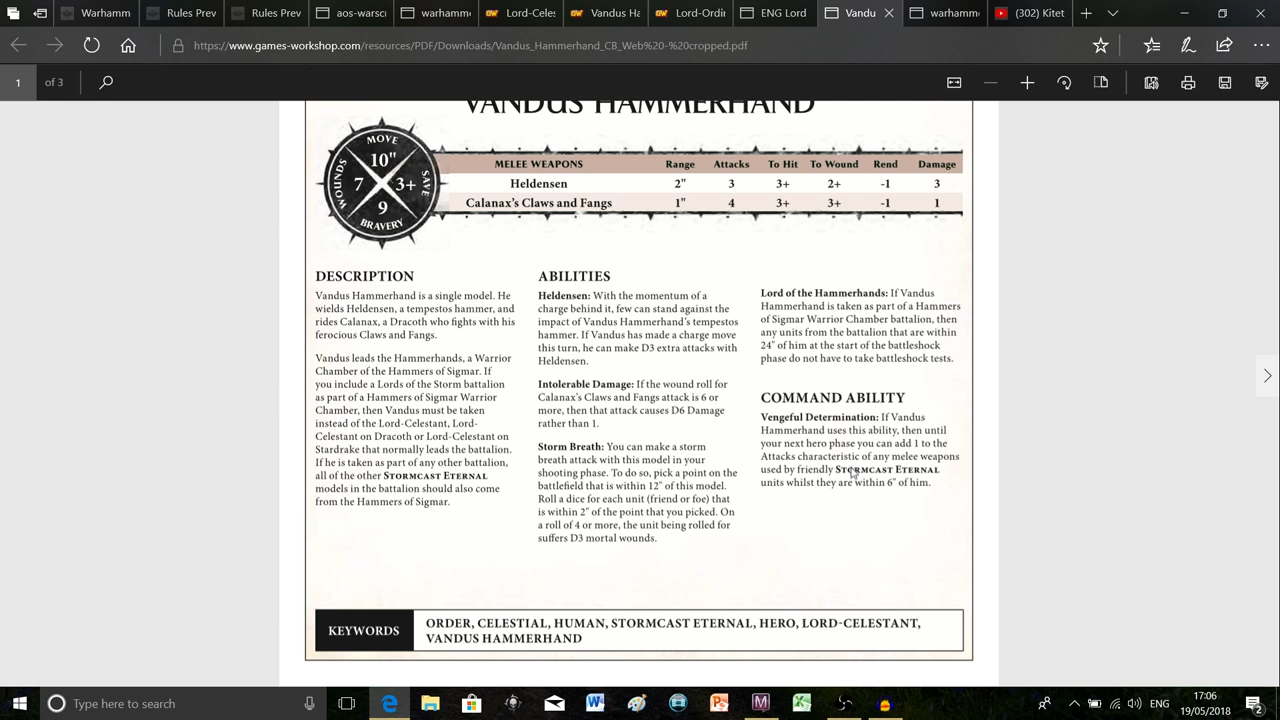 Warhamm
Rules Prev
Rules Prev
aos-warscr
warhamme
Lord-Celes
Vandus Ha
Lord-Ordin
ENG Lord
Vandu
warhamm
(302) Kitet
https://www.games-workshop.com/resources/PDF/Downloads/Vandus_Hammerhand_CB_Web%20-%20cropped.pdf
1 of 3
VANDUS HAMMERHAND
MOVE
10"
WOUNDS
7
3+
SAVE
9
BRAVERY
MELEE WEAPONS Range Attacks To Hit To Wound Rend Damage
Heldensen 2" 3 3+ 2+ -1 3
Calanax's Claws and Fangs 1" 4 3+ 3+ -1 1
DESCRIPTION
Vandus Hammerhand is a single model. He
wields Heldensen, a tempestos hammer, and
rides Calanax, a Dracoth who fights with his
ferocious Claws and Fangs.
Vandus leads the Hammerhands, a Warrior
Chamber of the Hammers of Sigmar. If
you include a Lords of the Storm battalion
as part of a Hammers of Sigmar Warrior
Chamber, then Vandus must be taken
instead of the Lord-Celestant, Lord-
Celestant on Dracoth or Lord-Celestant on
Stardrake that normally leads the battalion.
If he is taken as part of any other battalion,
all of the other STORMCAST ETERNAL
models in the battalion should also come
from the Hammers of Sigmar.
ABILITIES
Heldensen: With the momentum of a
charge behind it, few can stand against the
impact of Vandus Hammerhand's tempestos
hammer. If Vandus has made a charge move
this turn, he can make D3 extra attacks with
Heldensen.
Intolerable Damage: If the wound roll for
Calanax's Claws and Fangs attack is 6 or
more, then that attack causes D6 Damage
rather than 1.
Storm Breath: You can make a storm
breath attack with this model in your
shooting phase. To do so, pick a point on the
battlefield that is within 12" of this model.
Roll a dice for each unit (friend or foe) that
is within 2" of the point that you picked. On
a roll of 4 or more, the unit being rolled for
suffers D3 mortal wounds.
Lord of the Hammerhands: If Vandus
Hammerhand is taken as part of a Hammers
of Sigmar Warrior Chamber battalion, then
any units from the battalion that are within
24" of him at the start of the battleshock
phase do not have to take battleshock tests.
COMMAND ABILITY
Vengeful Determination: If Vandus
Hammerhand uses this ability, then until
your next hero phase you can add 1 to the
Attacks characteristic of any melee weapons
used by friendly STORMCAST ETERNAL
units whilst they are within 6" of him.
KEYWORDS
ORDER, CELESTIAL, HUMAN, STORMCAST ETERNAL, HERO, LORD-CELESTANT,
VANDUS HAMMERHAND
Type here to search
ENG
17:06
19/05/2018
2